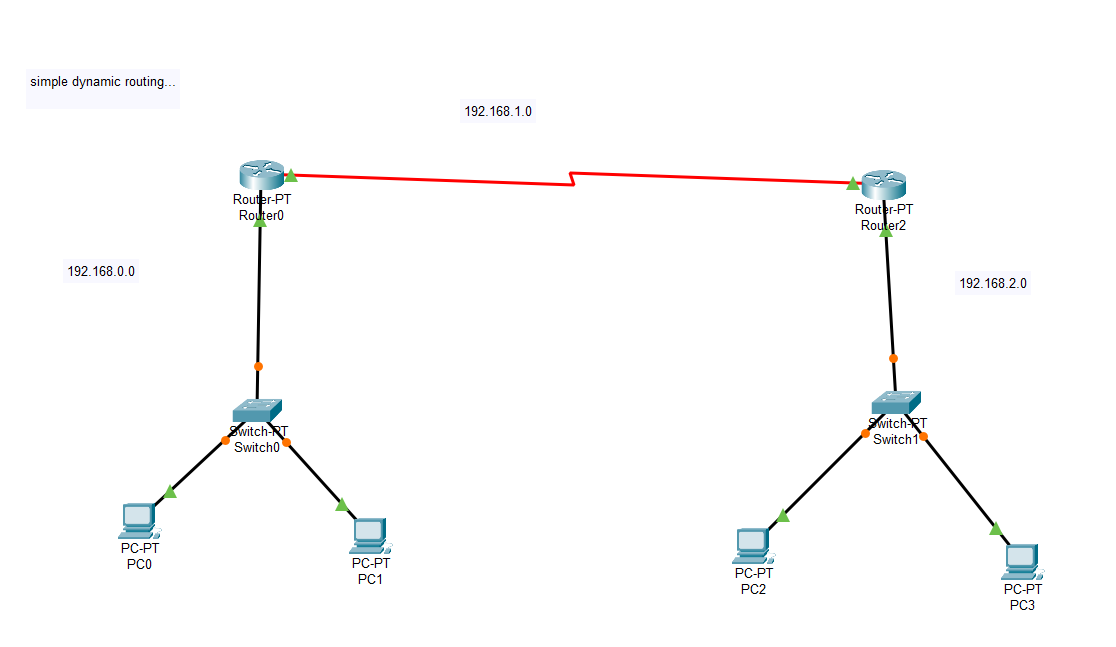 simple dynamic routing...
192.168.1.0
Router-PT
Router0
Router-PT
Router2
192.168.0.0
192.168.2.0
Switch-PT
Switch0
Switch-PT
Switch1
PC-PT
PC0
PC-PT
PC1
PC-PT
PC2
PC-PT
PC3